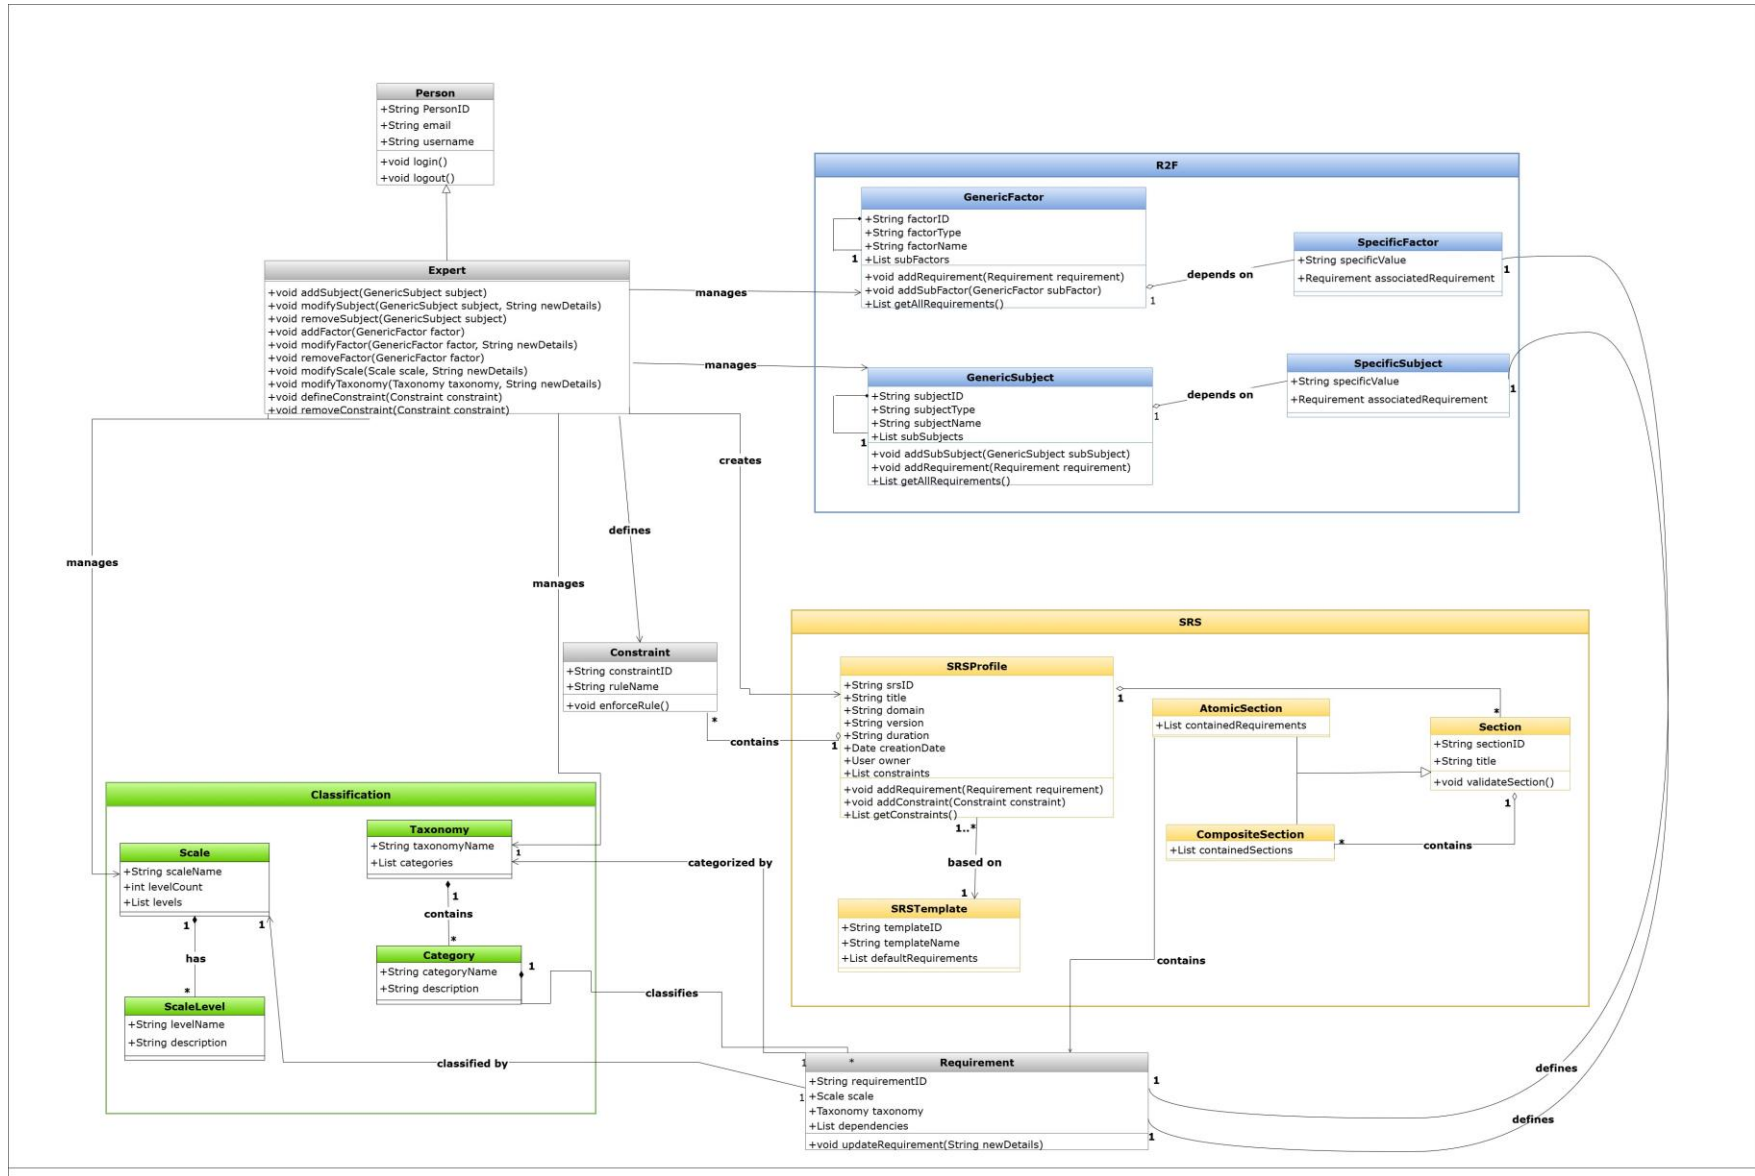 Person
+String PersonID
+String email
+String username
+void login()
+void logout()
Expert
+void addSubject(GenericSubject subject)
+void modifySubject(GenericSubject subject, String newDetails)
+void removeSubject(GenericSubject subject)
+void addFactor(GenericFactor factor)
+void modifyFactor(GenericFactor factor, String newDetails)
+void removeFactor(GenericFactor factor)
+void modifyScale(Scale scale, String newDetails)
+void modifyTaxonomy(Taxonomy taxonomy, String newDetails)
+void defineConstraint(Constraint constraint)
+void removeConstraint(Constraint constraint)
manages
manages
R2F
GenericFactor
+String factorID
+String factorType
+String factorName
+List subFactors
1
+void addRequirement(Requirement requirement)
+void addSubFactor(GenericFactor subFactor)
+List getAllRequirements()
depends on
1
SpecificFactor
+String specificValue
+Requirement associatedRequirement
1
GenericSubject
+String subjectID
+String subjectType
+String subjectName
+List subSubjects
1
+void addSubSubject(GenericSubject subSubject)
+void addRequirement(Requirement requirement)
+List getAllRequirements()
depends on
1
SpecificSubject
+String specificValue
+Requirement associatedRequirement
1
creates
defines
manages
manages
Constraint
+String constraintID
+String ruleName
+void enforceRule()
*
contains
1
SRS
SRSProfile
+String srsID
+String title
+String domain
+String version
+String duration
+Date creationDate
+User owner
+List constraints
+void addRequirement(Requirement requirement)
+void addConstraint(Constraint constraint)
+List getConstraints()
1
*
1..*
based on
1
AtomicSection
+List containedRequirements
Section
+String sectionID
+String title
+void validateSection()
1
CompositeSection
+List containedSections
*
contains
SRSTemplate
+String templateID
+String templateName
+List defaultRequirements
contains
Classification
Scale
+String scaleName
+int levelCount
+List levels
1
1
has
*
ScaleLevel
+String levelName
+String description
Taxonomy
+String taxonomyName
+List categories
1
1
contains
*
Category
+String categoryName
+String description
1
categorized by
classifies
classified by
1
*
1
Requirement
+String requirementID
+Scale scale
+Taxonomy taxonomy
+List dependencies
+void updateRequirement(String newDetails)
1
1
defines
defines